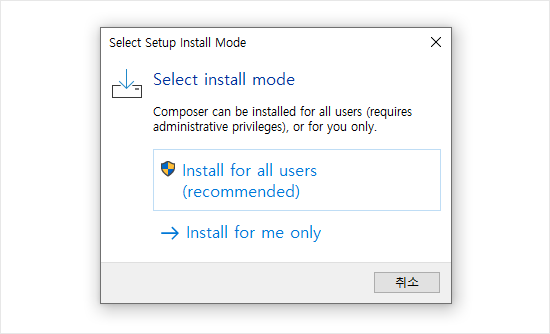 Select Setup Install Mode
Select install mode
Composer can be installed for all users (requires
administrative privileges), or for you only.
Install for all users
(recommended)
Install for me only
취소